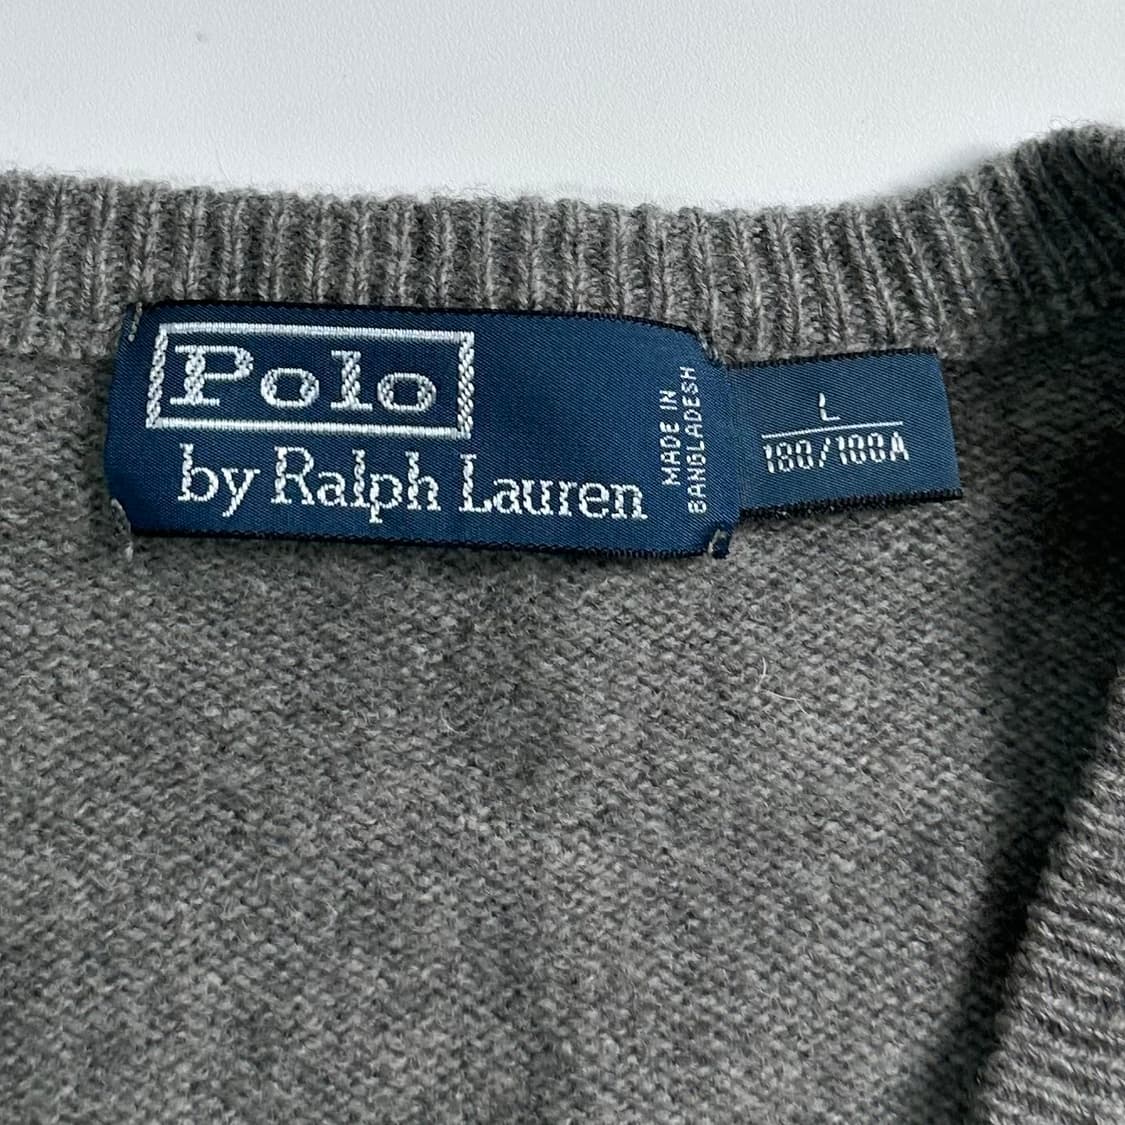 Polo
by Ralph Lauren
MADE IN
BANGLADESH
L
180/100A